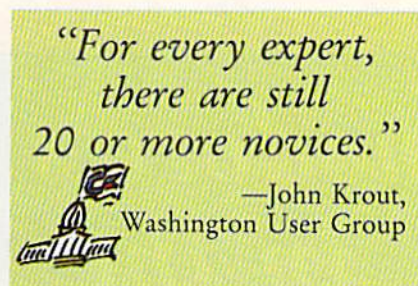 “For every expert,
there are still
20 or more novices.”
—John Krout,
Washington User Group